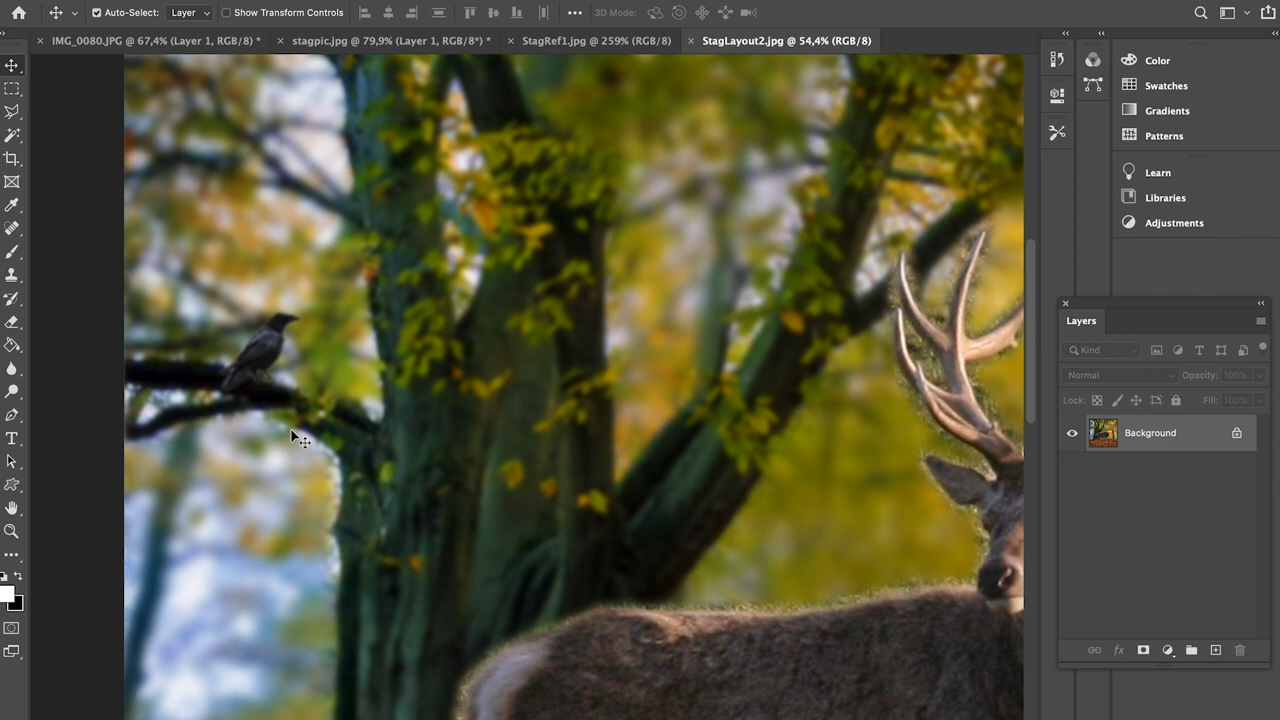 Auto-Select: Layer Show Transform Controls 3D Mode:
IMG_0080.JPG @ 67,4% (Layer 1, RGB/8) * stagpic.jpg @ 79,9% (Layer 1, RGB/8*) * StagRef1.jpg @ 259% (RGB/8) StagLayout2.jpg @ 54,4% (RGB/8)
Color
Swatches
Gradients
Patterns
Learn
Libraries
Adjustments
Layers
Kind
Normal Opacity: 100%
Lock: Fill: 100%
Background